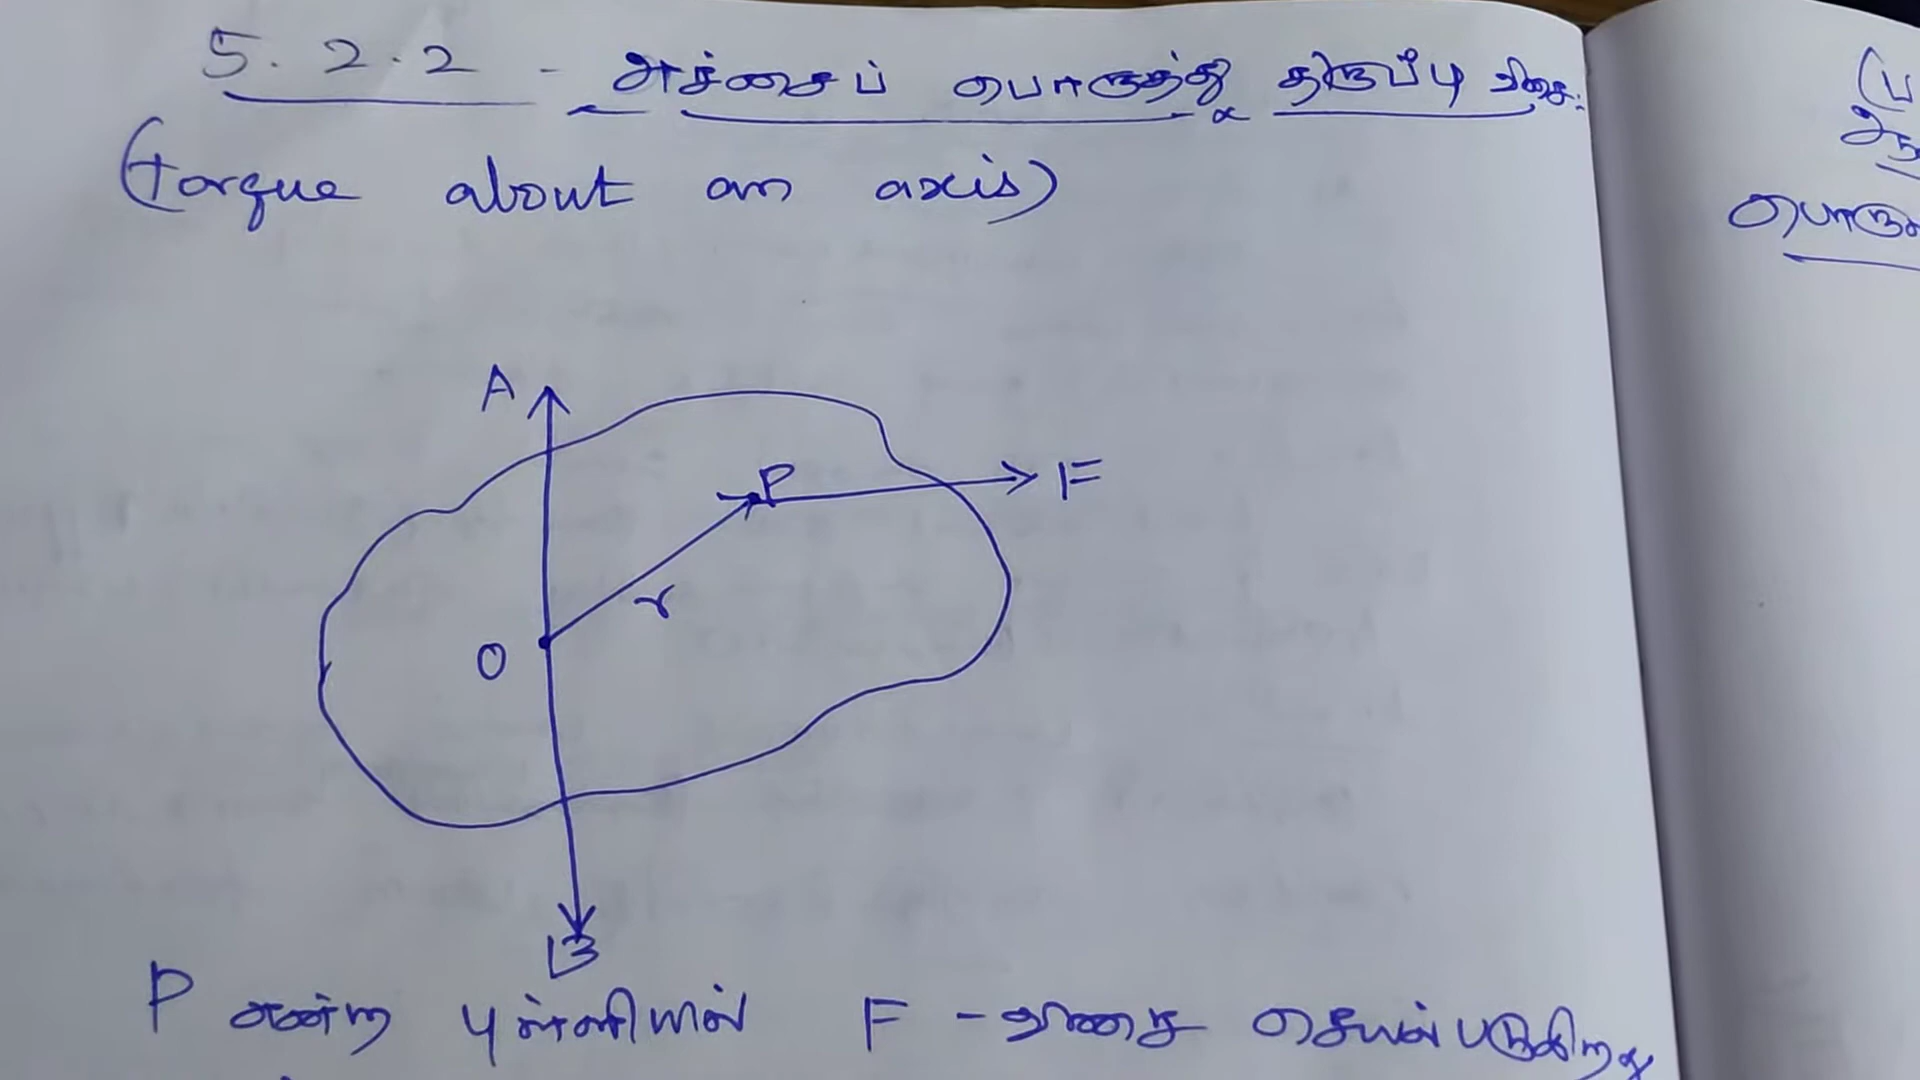 5.2.2 - அச்சைப் பொருத்து திருப்பு விசை:
(torque about an axis)
A
P
F
r
O
B
P என்ற புள்ளியில் F - விசை செயல்படுகிறது